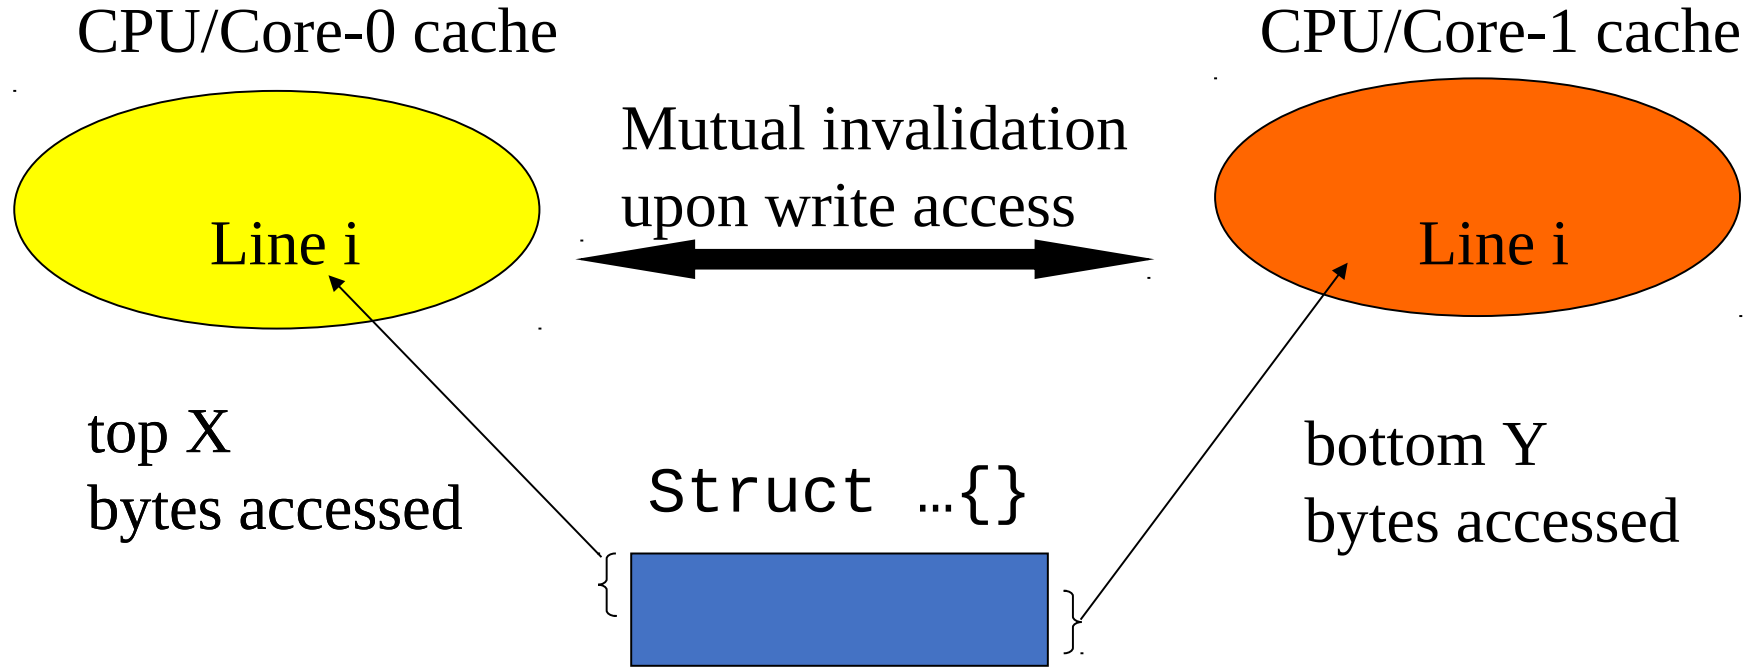 CPU/Core-0 cache
CPU/Core-1 cache
Mutual invalidation
upon write access
Line i
Line i
top X
bytes accessed
bottom Y
bytes accessed
Struct …{}